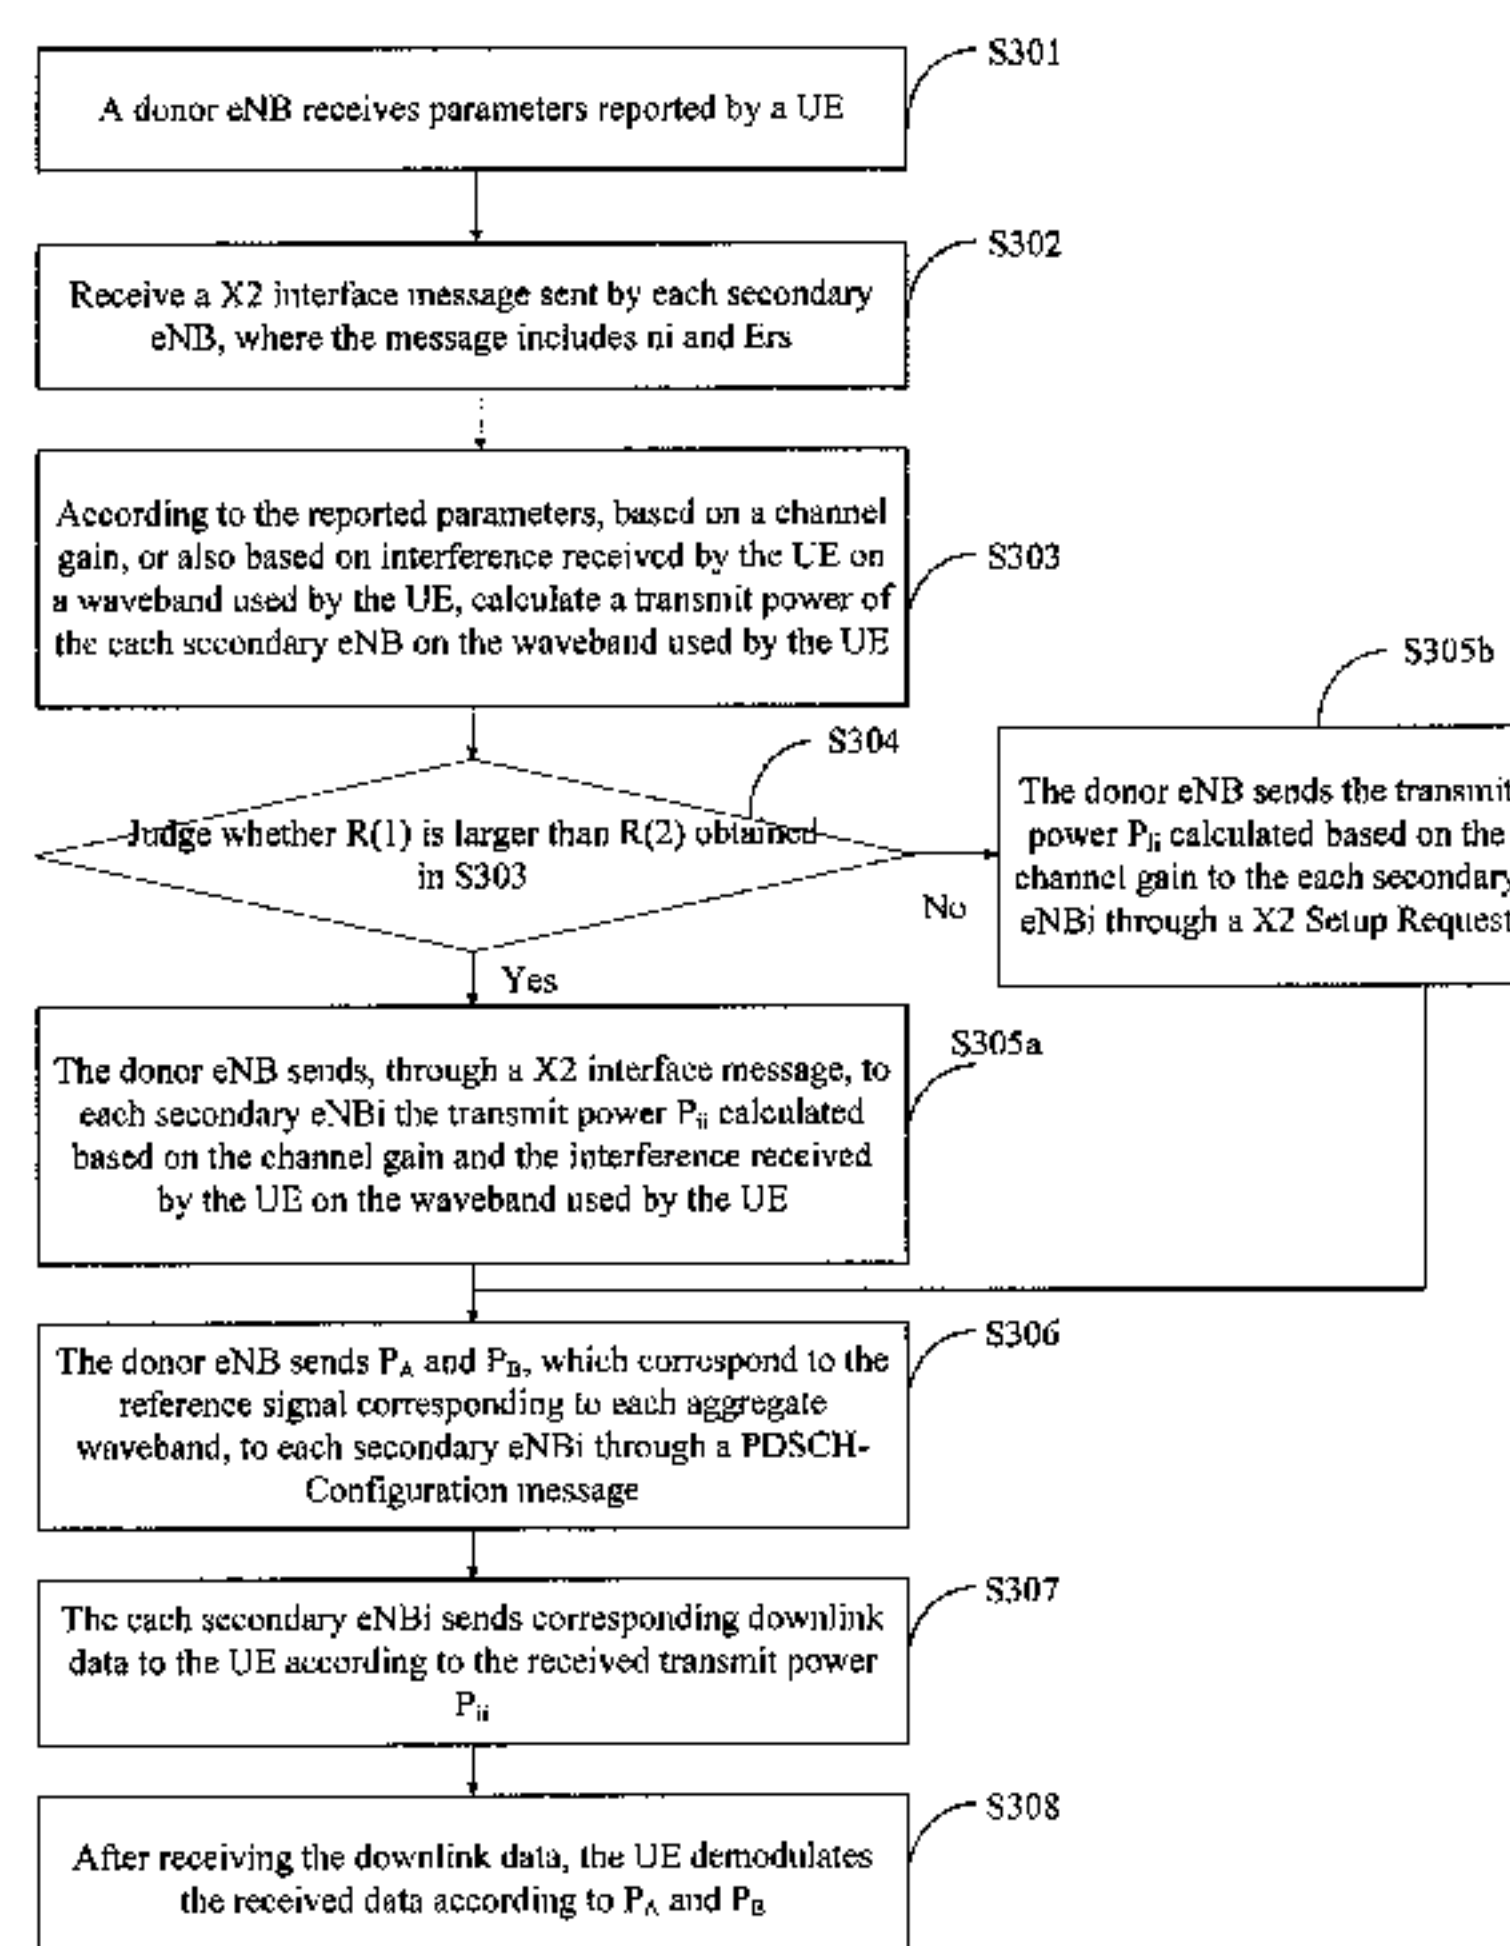 S301
A donor eNB receives parameters reported by a UE
S302
Receive a X2 interface message sent by each secondary
eNB, where the message includes ni and Ers
According to the reported parameters, based on a channel
gain, or also based on interference received by the UE on
a waveband used by the UE, calculate a transmit power of
the each secondary eNB on the waveband used by the UE
S303
S304
Judge whether R(1) is larger than R(2) obtained
in S303
No
Yes
S305b
The donor eNB sends the transmit
power Pji calculated based on the
channel gain to the each secondary
eNBi through a X2 Setup Request
S305a
The donor eNB sends, through a X2 interface message, to
each secondary eNBi the transmit power Pij calculated
based on the channel gain and the interference received
by the UE on the waveband used by the UE
S306
The donor eNB sends PA and PB, which correspond to the
reference signal corresponding to each aggregate
waveband, to each secondary eNBi through a PDSCH-
Configuration message
S307
The each secondary eNBi sends corresponding downlink
data to the UE according to the received transmit power
Pij
S308
After receiving the downlink data, the UE demodulates
the received data according to PA and PB